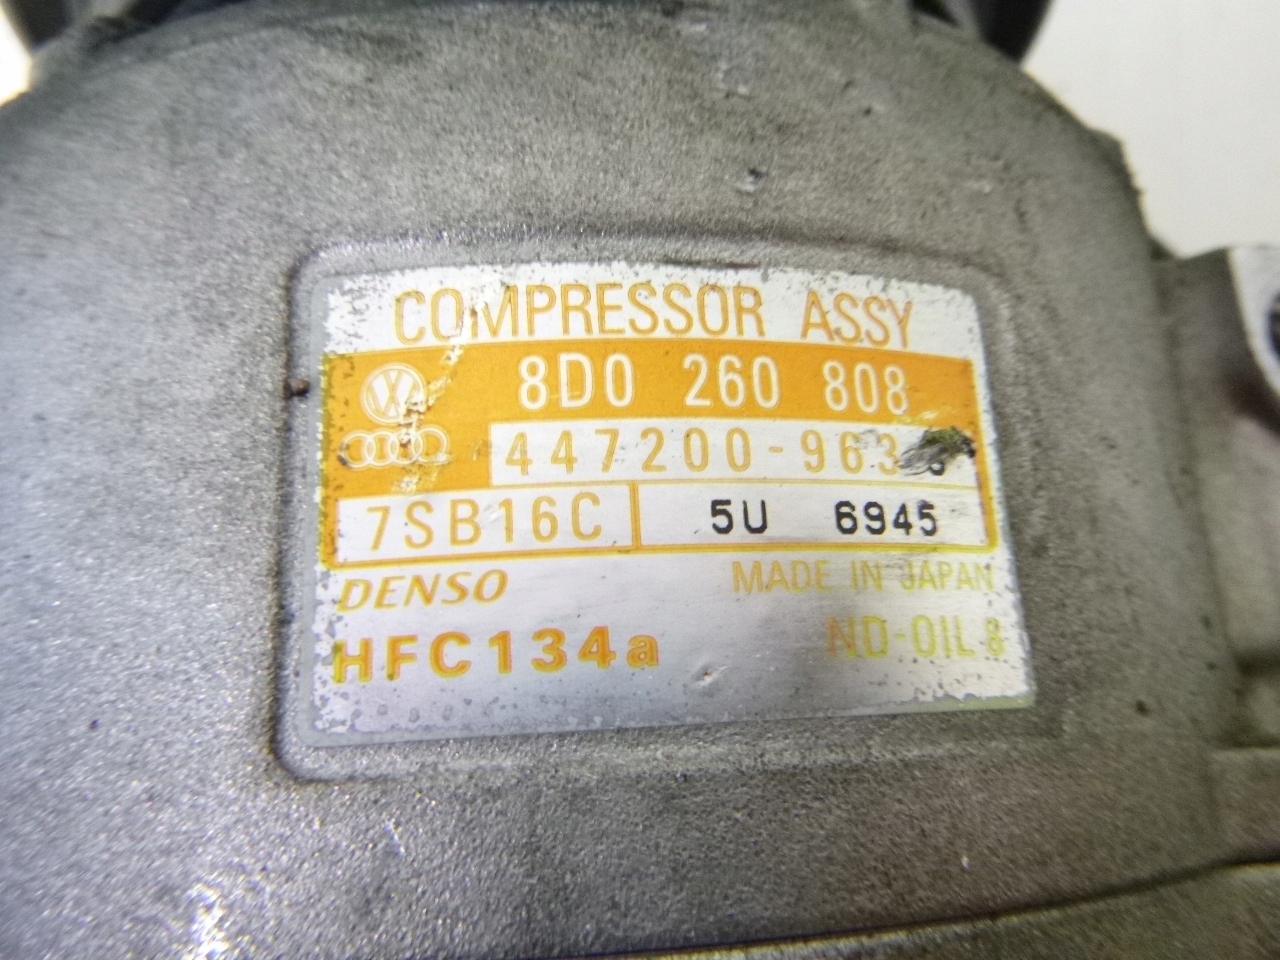 COMPRESSOR ASSY
8D0 260 808
447200-963
7SB16C 5U 6945
DENSO MADE IN JAPAN
HFC134a ND-OIL 8